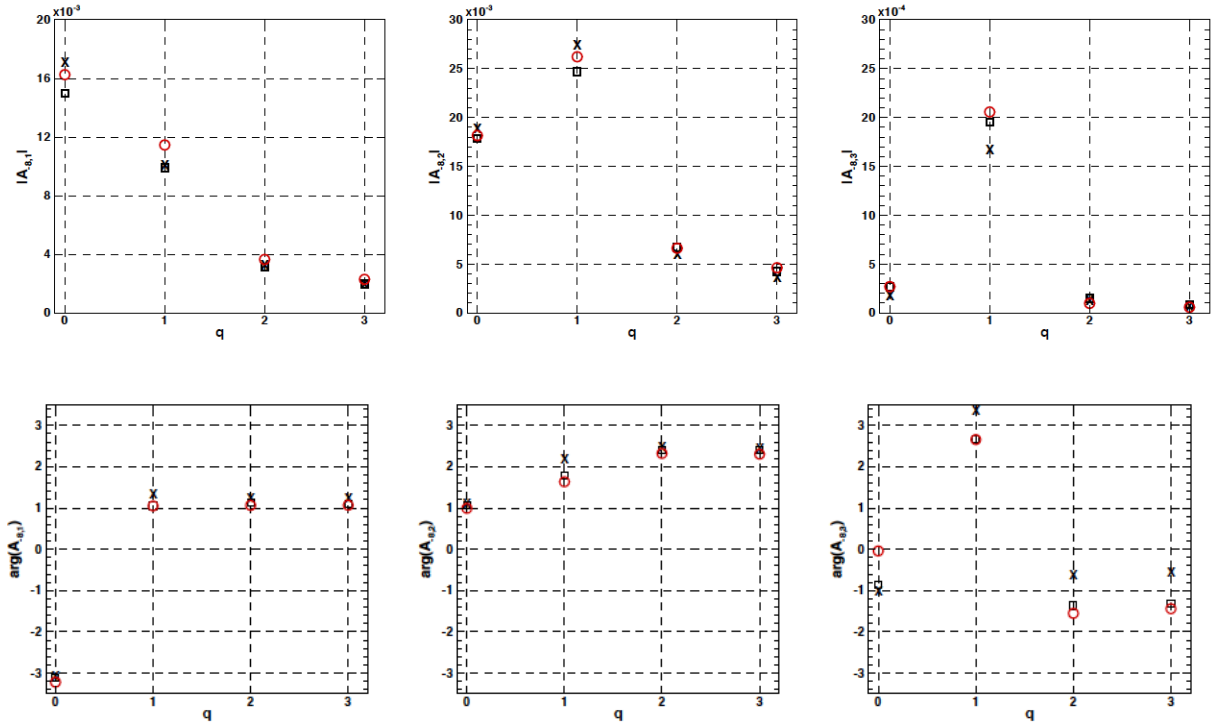 20 x10⁻³
16
12
8
4
0
0 1 2 3
q
|A₋₈,₁|
30 x10⁻³
25
20
15
10
5
0
0 1 2 3
q
|A₋₈,₂|
30 x10⁻⁴
25
20
15
10
5
0
0 1 2 3
q
|A₋₈,₃|
3
2
1
0
-1
-2
-3
0 1 2 3
q
arg(A₋₈,₁)
3
2
1
0
-1
-2
-3
0 1 2 3
q
arg(A₋₈,₂)
3
2
1
0
-1
-2
-3
0 1 2 3
q
arg(A₋₈,₃)